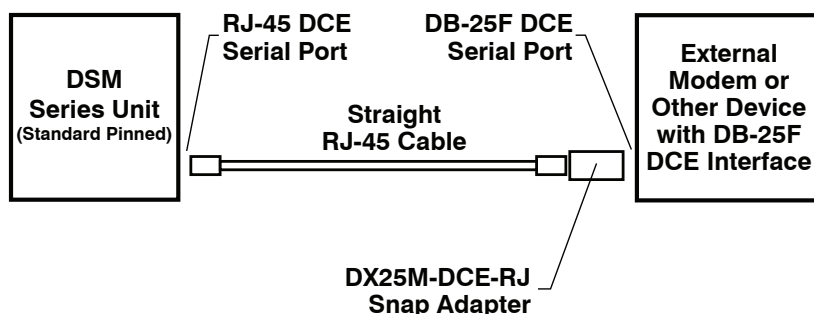 RJ-45 DCE
Serial Port
DB-25F DCE
Serial Port
DSM
Series Unit
(Standard Pinned)
Straight
RJ-45 Cable
External
Modem or
Other Device
with DB-25F
DCE Interface
DX25M-DCE-RJ
Snap Adapter